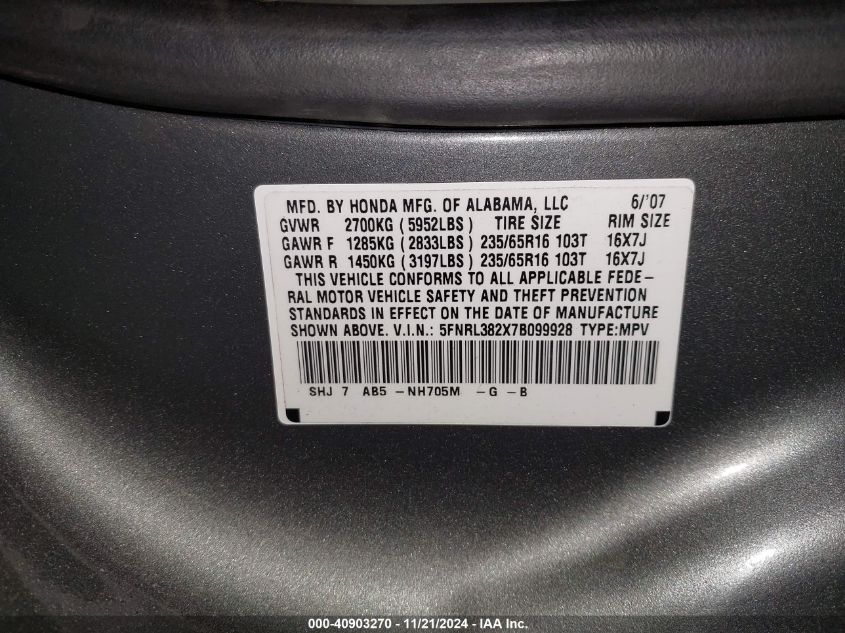 MFD. BY HONDA MFG. OF ALABAMA, LLC 6/'07
GVWR 2700KG (5952LBS) TIRE SIZE RIM SIZE
GAWR F 1285KG (2833LBS) 235/65R16 103T 16X7J
GAWR R 1450KG (3197LBS) 235/65R16 103T 16X7J
THIS VEHICLE CONFORMS TO ALL APPLICABLE FEDE-
RAL MOTOR VEHICLE SAFETY AND THEFT PREVENTION
STANDARDS IN EFFECT ON THE DATE OF MANUFACTURE
SHOWN ABOVE. V.I.N.: 5FNRL382X7B099928 TYPE:MPV
SHJ 7 AB5 -NH705M -G -B
000-40903270 - 11/21/2024 - IAA Inc.